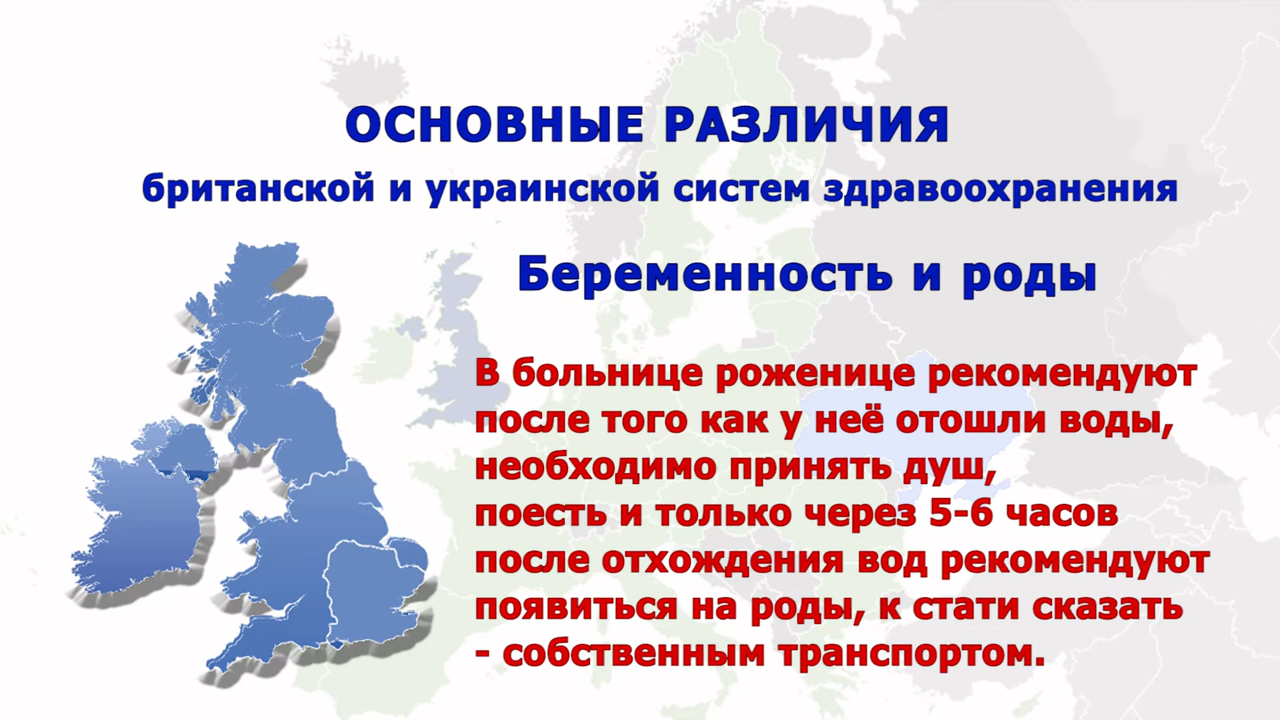 ОСНОВНЫЕ РАЗЛИЧИЯ
британской и украинской систем здравоохранения
Беременность и роды
В больнице роженице рекомендуют
после того как у неё отошли воды,
необходимо принять душ,
поесть и только через 5-6 часов
после отхождения вод рекомендуют
появиться на роды, к стати сказать
- собственным транспортом.